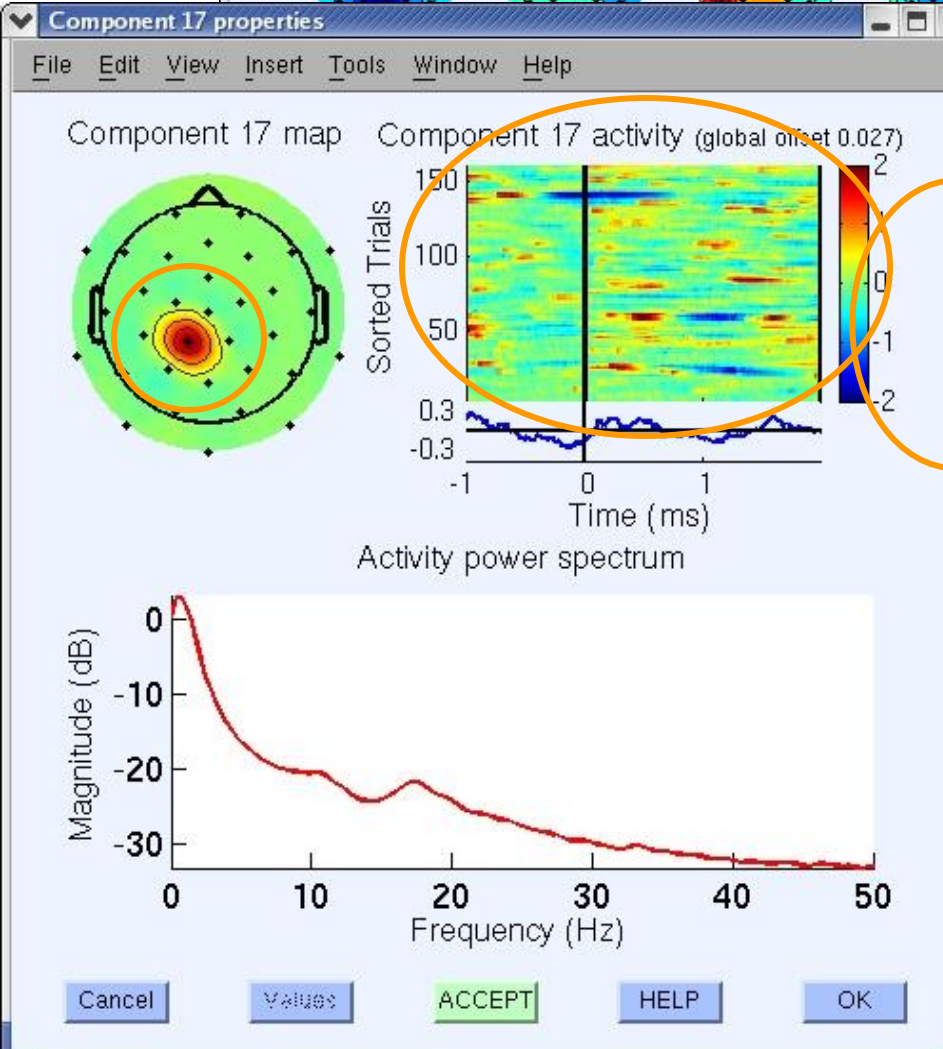 Component 17 properties
File Edit View Insert Tools Window Help
Component 17 map
Component 17 activity (global offset 0.027)
Sorted Trials
150
100
50
2
1
0
-1
-2
0.3
-0.3
-1 0 1
Time (ms)
Activity power spectrum
Magnitude (dB)
0
-10
-20
-30
0 10 20 30 40 50
Frequency (Hz)
Cancel Values ACCEPT HELP OK